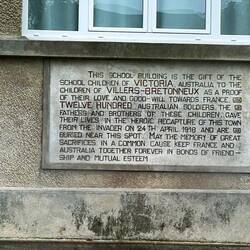 THIS SCHOOL BUILDING IS THE GIFT OF THE
SCHOOL CHILDREN OF VICTORIA, AUSTRALIA TO THE
CHILDREN OF VILLERS-BRETONNEUX AS A PROOF
OF THEIR LOVE AND GOOD-WILL TOWARDS FRANCE.
TWELVE HUNDRED AUSTRALIAN SOLDIERS, THE
FATHERS AND BROTHERS OF THESE CHILDREN, GAVE
THEIR LIVES IN THE HEROIC RECAPTURE OF THIS TOWN
FROM THE INVADER ON 24TH APRIL 1918 AND ARE
BURIED NEAR THIS SPOT. MAY THE MEMORY OF GREAT
SACRIFICES IN A COMMON CAUSE KEEP FRANCE AND
AUSTRALIA TOGETHER FOREVER IN BONDS OF FRIEND-
SHIP AND MUTUAL ESTEEM